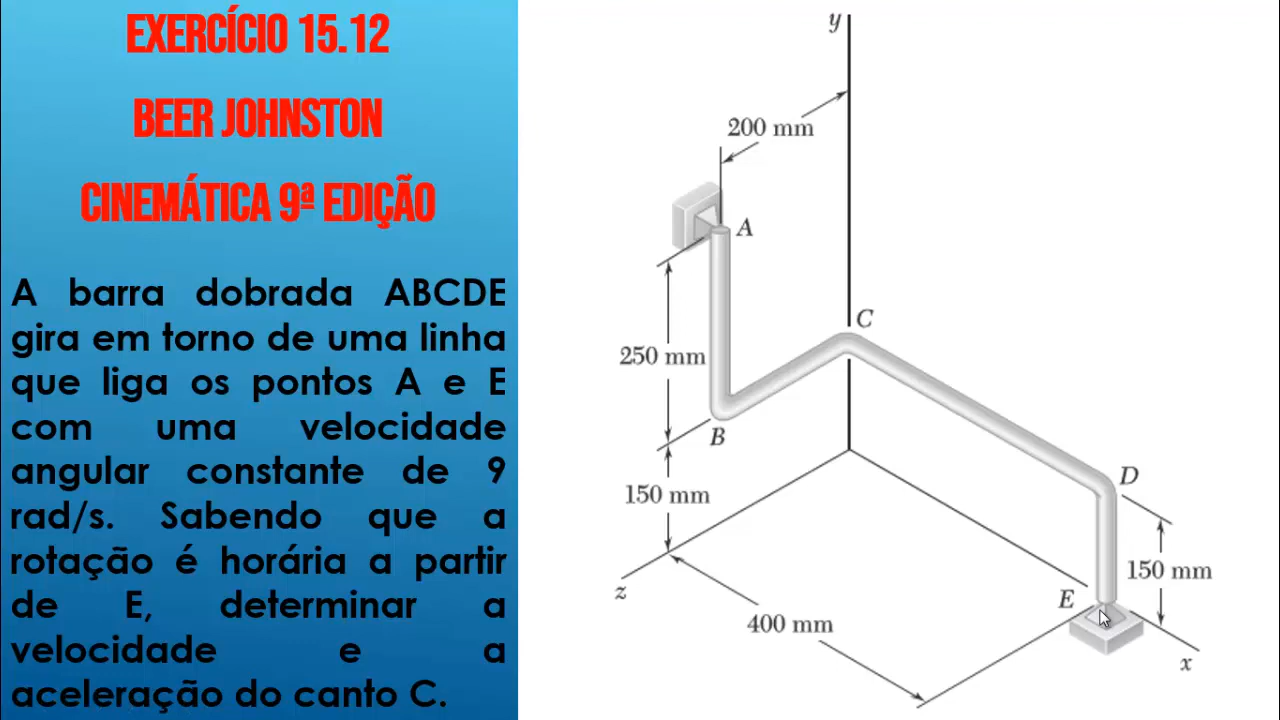 EXERCÍCIO 15.12
BEER JOHNSTON
CINEMÁTICA 9ª EDIÇÃO
A barra dobrada ABCDE
gira em torno de uma linha
que liga os pontos A e E
com uma velocidade
angular constante de 9
rad/s. Sabendo que a
rotação é horária a partir
de E, determinar a
velocidade e a
aceleração do canto C.
y
200 mm
A
C
250 mm
B
D
150 mm
150 mm
E
z
400 mm
x